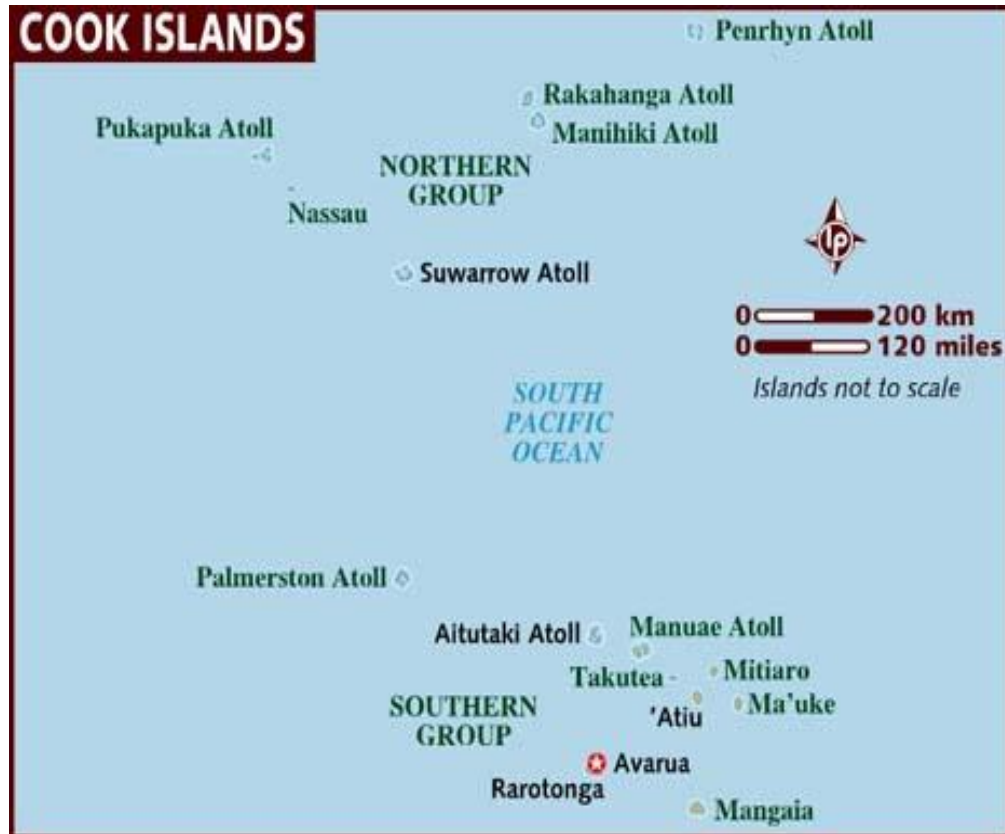 COOK ISLANDS
Penrhyn Atoll
Rakahanga Atoll
Manihiki Atoll
Pukapuka Atoll
NORTHERN
GROUP
Nassau
Suwarrow Atoll
lp
0 200 km
0 120 miles
Islands not to scale
SOUTH
PACIFIC
OCEAN
Palmerston Atoll
Aitutaki Atoll
Manuae Atoll
Takutea
Mitiaro
'Atiu
Ma'uke
SOUTHERN
GROUP
Avarua
Rarotonga
Mangaia